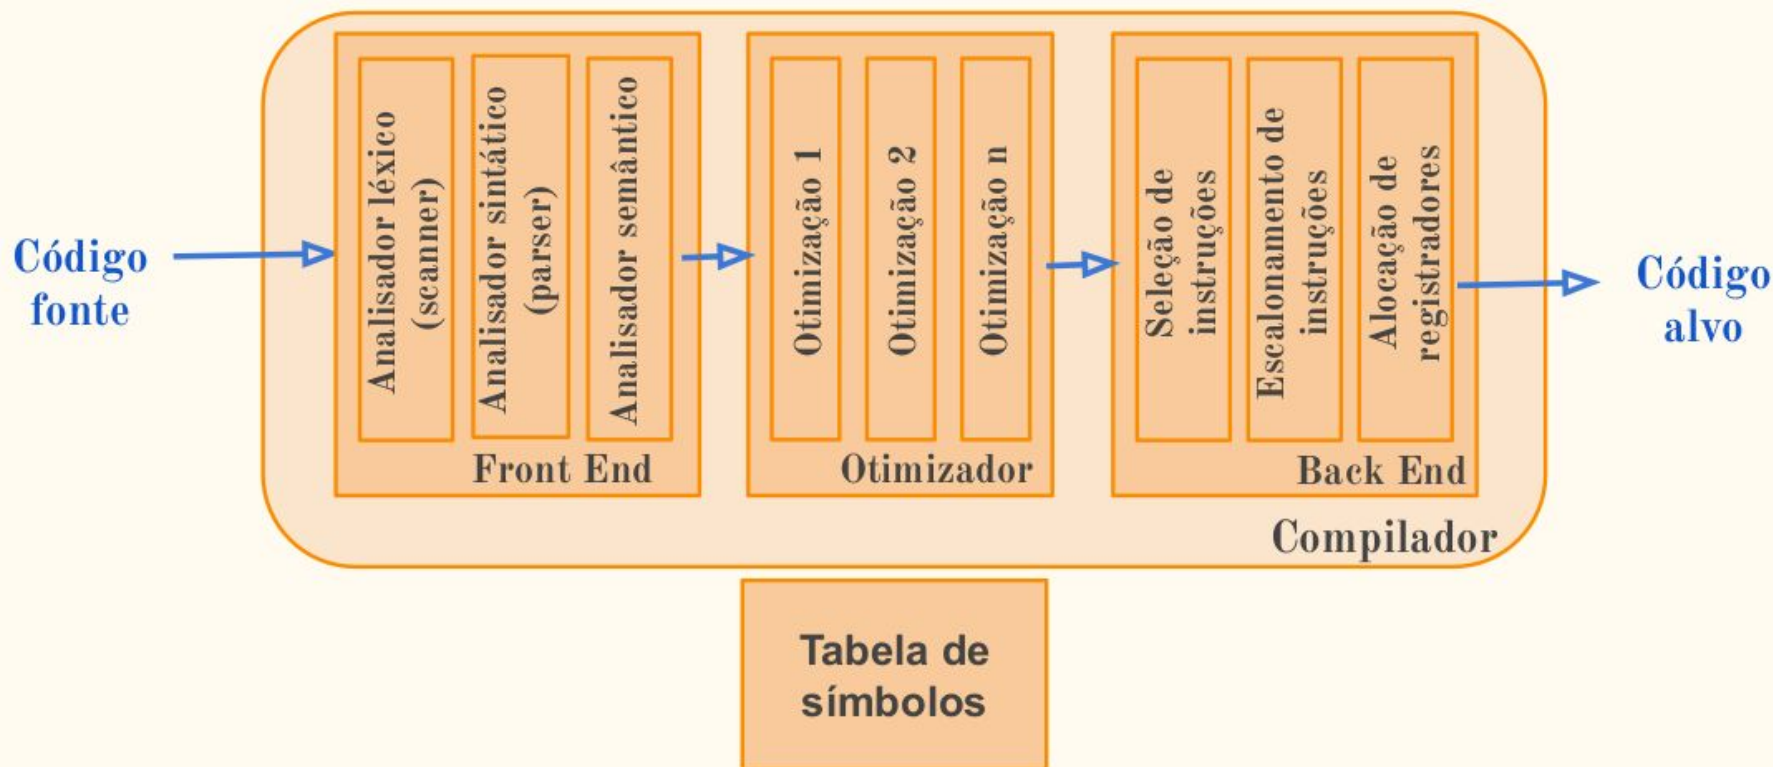 Código
fonte
Analisador léxico
(scanner)
Analisador sintático
(parser)
Analisador semântico
Front End
Otimização 1
Otimização 2
Otimização n
Otimizador
Seleção de
instruções
Escalonamento de
instruções
Alocação de
registradores
Back End
Compilador
Código
alvo
Tabela de
símbolos